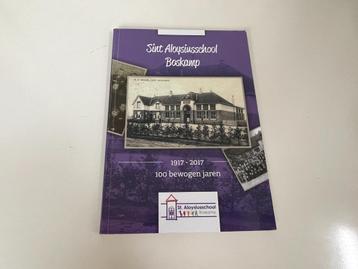 Sint Aloysiusschool
Boskamp
1917 - 2017
100 bewogen jaren
St. Aloysiusschool
Boskamp